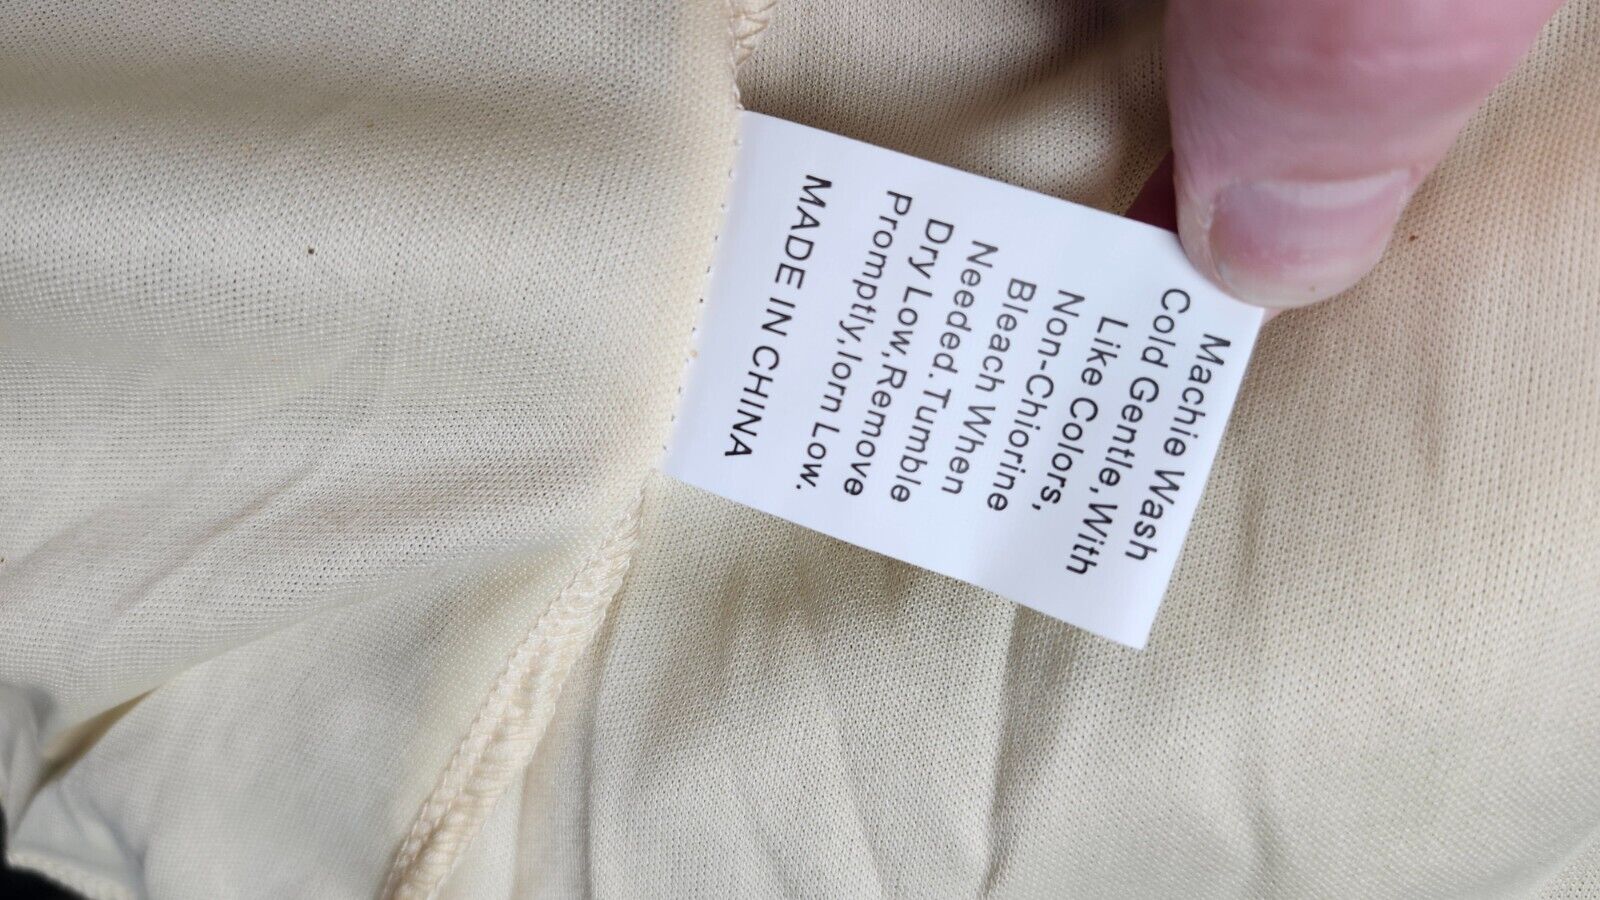 Machie Wash
Cold Gentle,With
Like Colors,
Non-Chiorine
Bleach When
Needed.Tumble
Dry Low,Remove
Promptly,Iorn Low.
MADE IN CHINA